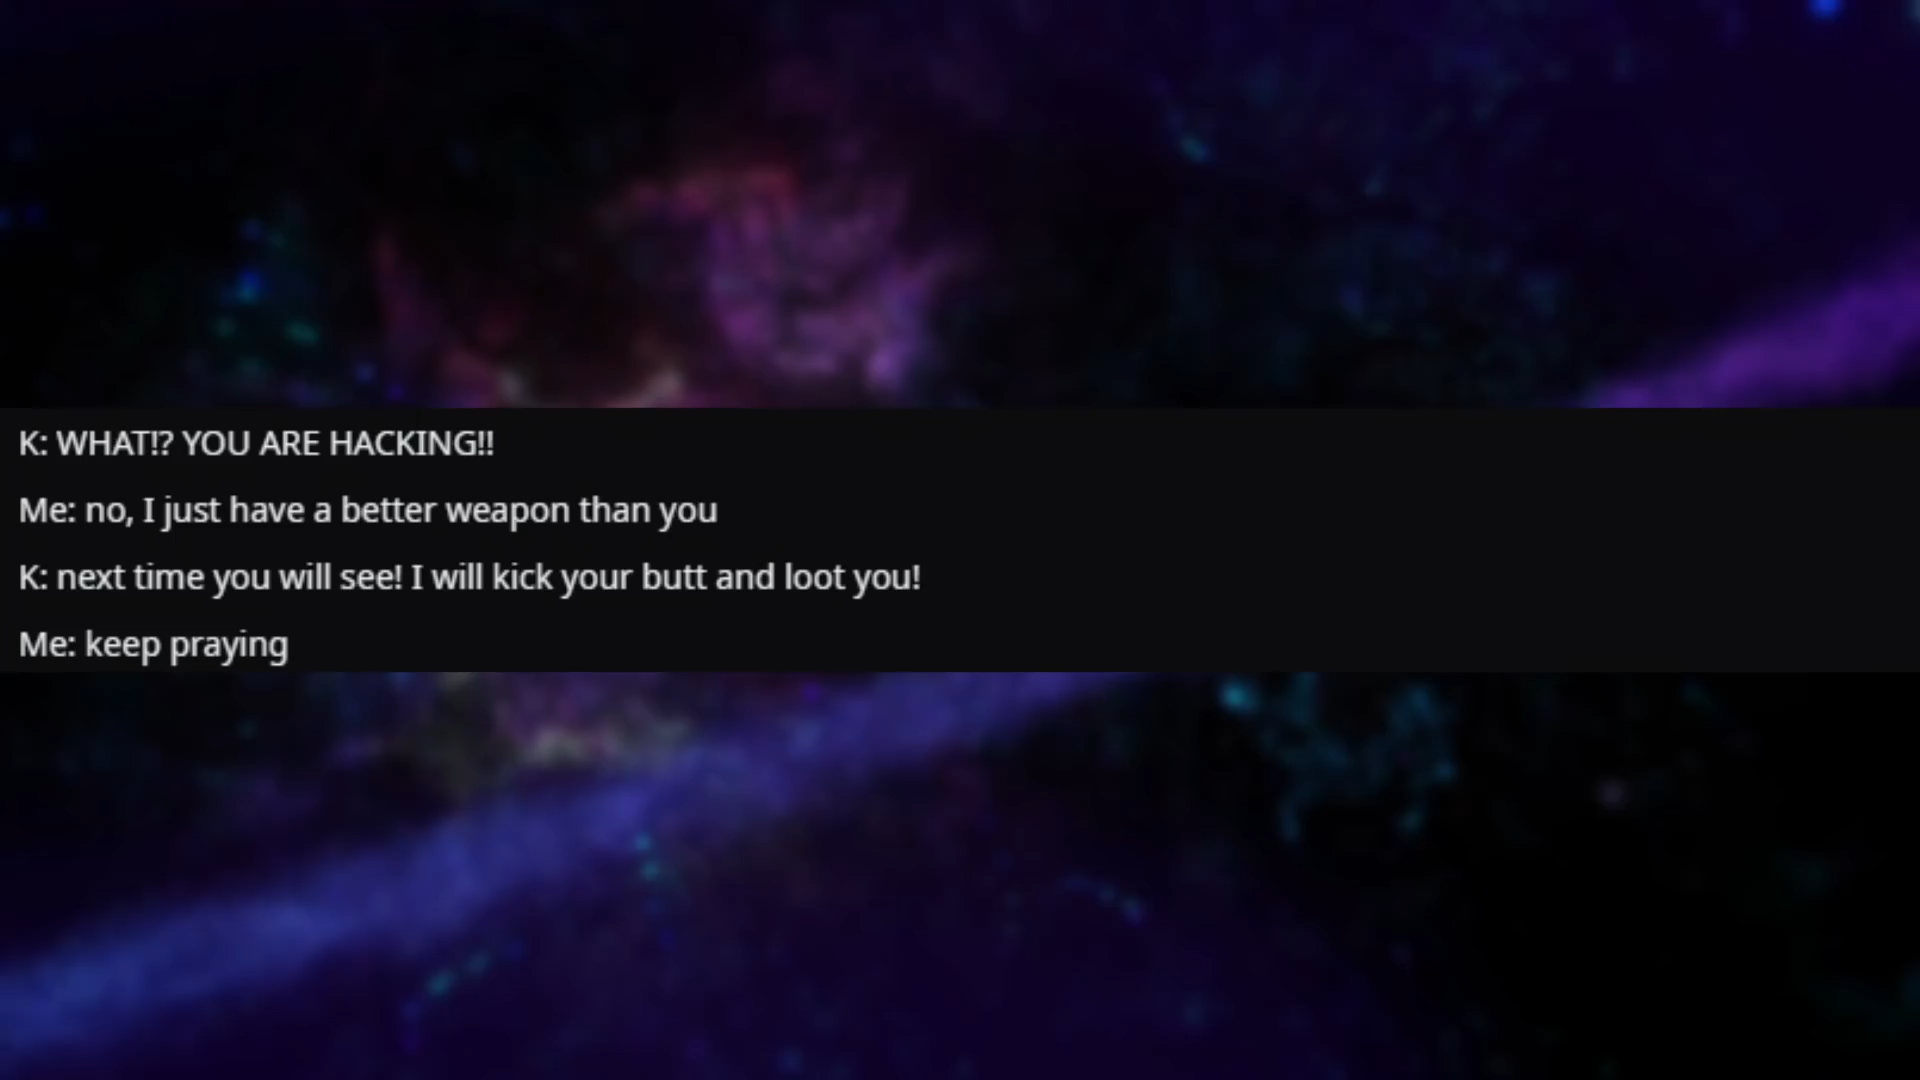 K: WHAT!? YOU ARE HACKING!!
Me: no, I just have a better weapon than you
K: next time you will see! I will kick your butt and loot you!
Me: keep praying